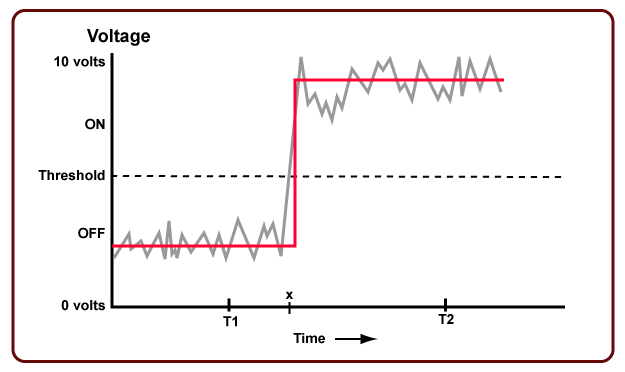 Voltage
10 volts
ON
Threshold
OFF
0 volts
x
T1
T2
Time